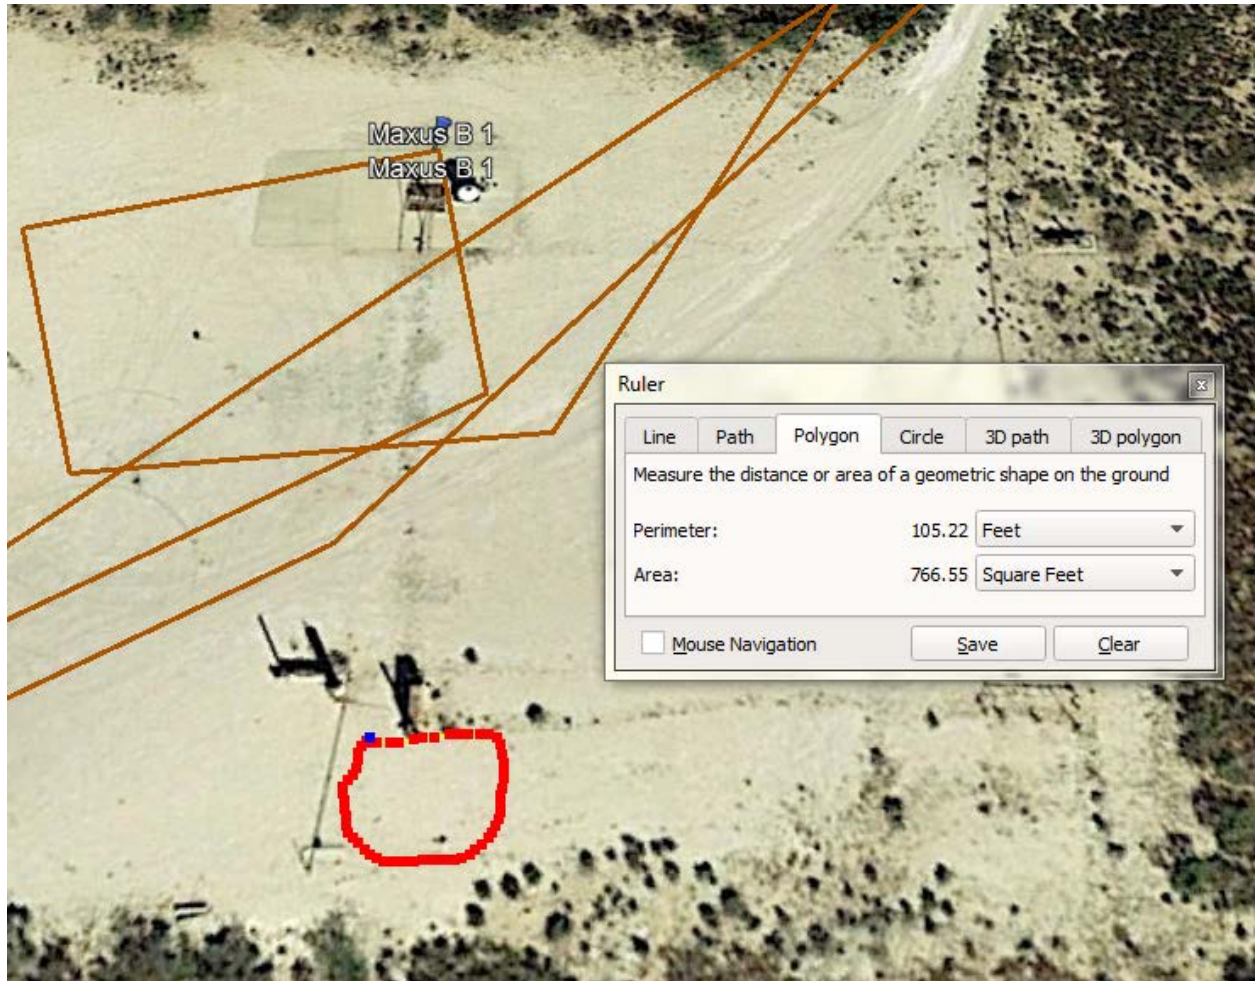 Maxus B 1
Maxus B 1
Ruler
x
Line Path Polygon Circle 3D path 3D polygon
Measure the distance or area of a geometric shape on the ground
Perimeter: 105.22 Feet
Area: 766.55 Square Feet
Mouse Navigation Save Clear